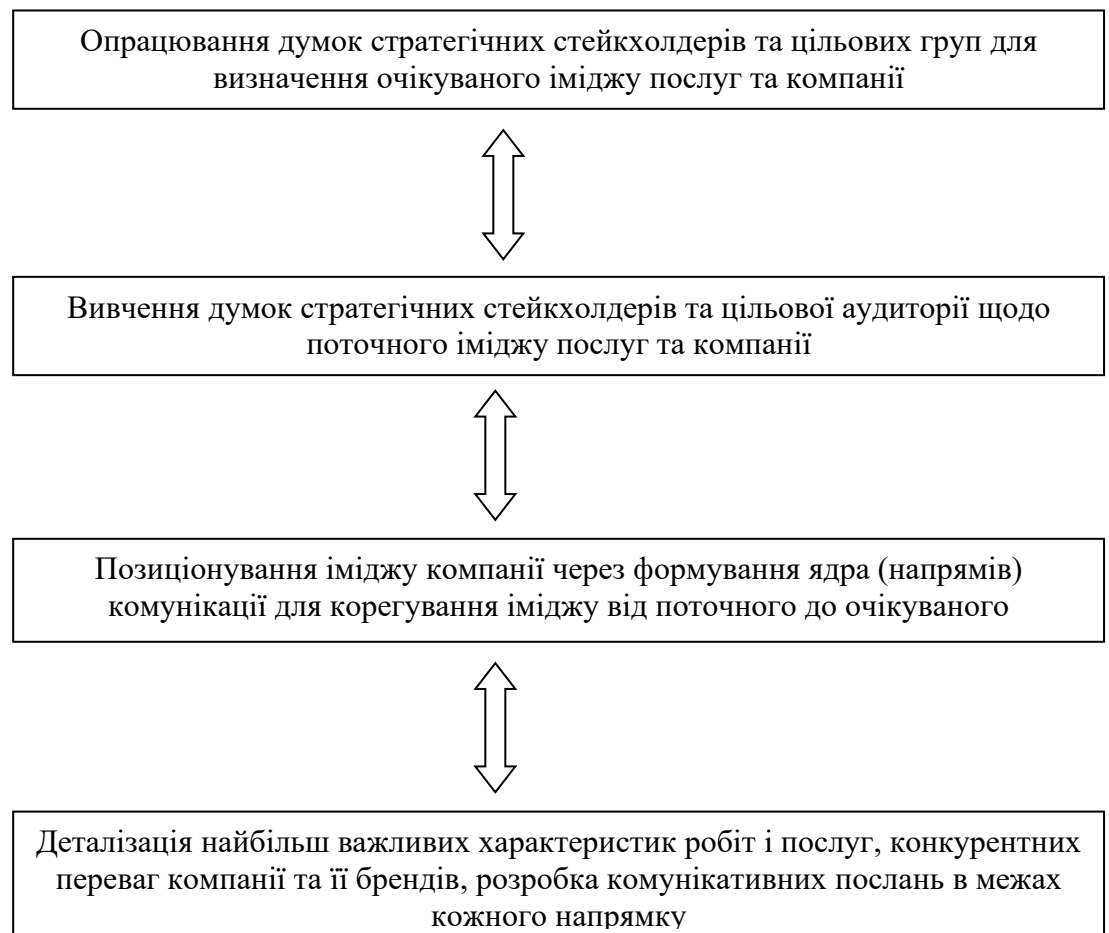 Опрацювання думок стратегічних стейкхолдерів та цільових груп для
визначення очікуваного іміджу послуг та компанії
Вивчення думок стратегічних стейкхолдерів та цільової аудиторії щодо
поточного іміджу послуг та компанії
Позиціонування іміджу компанії через формування ядра (напрямів)
комунікації для корегування іміджу від поточного до очікуваного
Деталізація найбільш важливих характеристик робіт і послуг, конкурентних
переваг компанії та її брендів, розробка комунікативних послань в межах
кожного напрямку